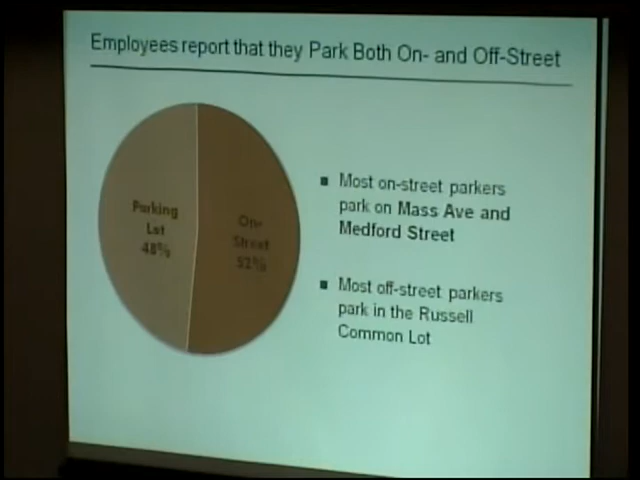 Employees report that they Park Both On- and Off-Street
Parking
Lot
48%
On-
Street
52%
■ Most on-street parkers
park on Mass Ave and
Medford Street
■ Most off-street parkers
park in the Russell
Common Lot